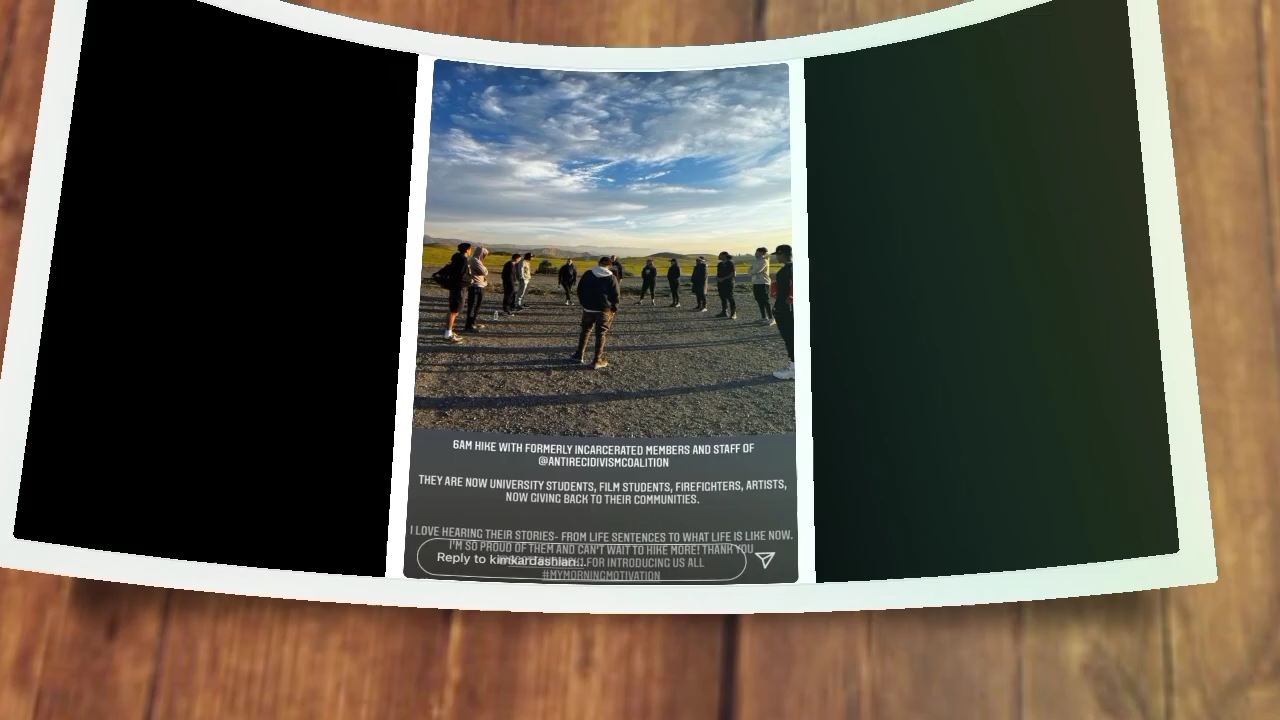 6AM HIKE WITH FORMERLY INCARCERATED MEMBERS AND STAFF OF
@ANTIRECIDIVISMCOALITION
THEY ARE NOW UNIVERSITY STUDENTS, FILM STUDENTS, FIREFIGHTERS, ARTISTS,
NOW GIVING BACK TO THEIR COMMUNITIES.
I LOVE HEARING THEIR STORIES- FROM LIFE SENTENCES TO WHAT LIFE IS LIKE NOW.
I'M SO PROUD OF THEM AND CAN'T WAIT TO HIKE MORE! THANK YOU
Reply to kimkardashian...
FOR INTRODUCING US ALL
#MYMORNINGMOTIVATION